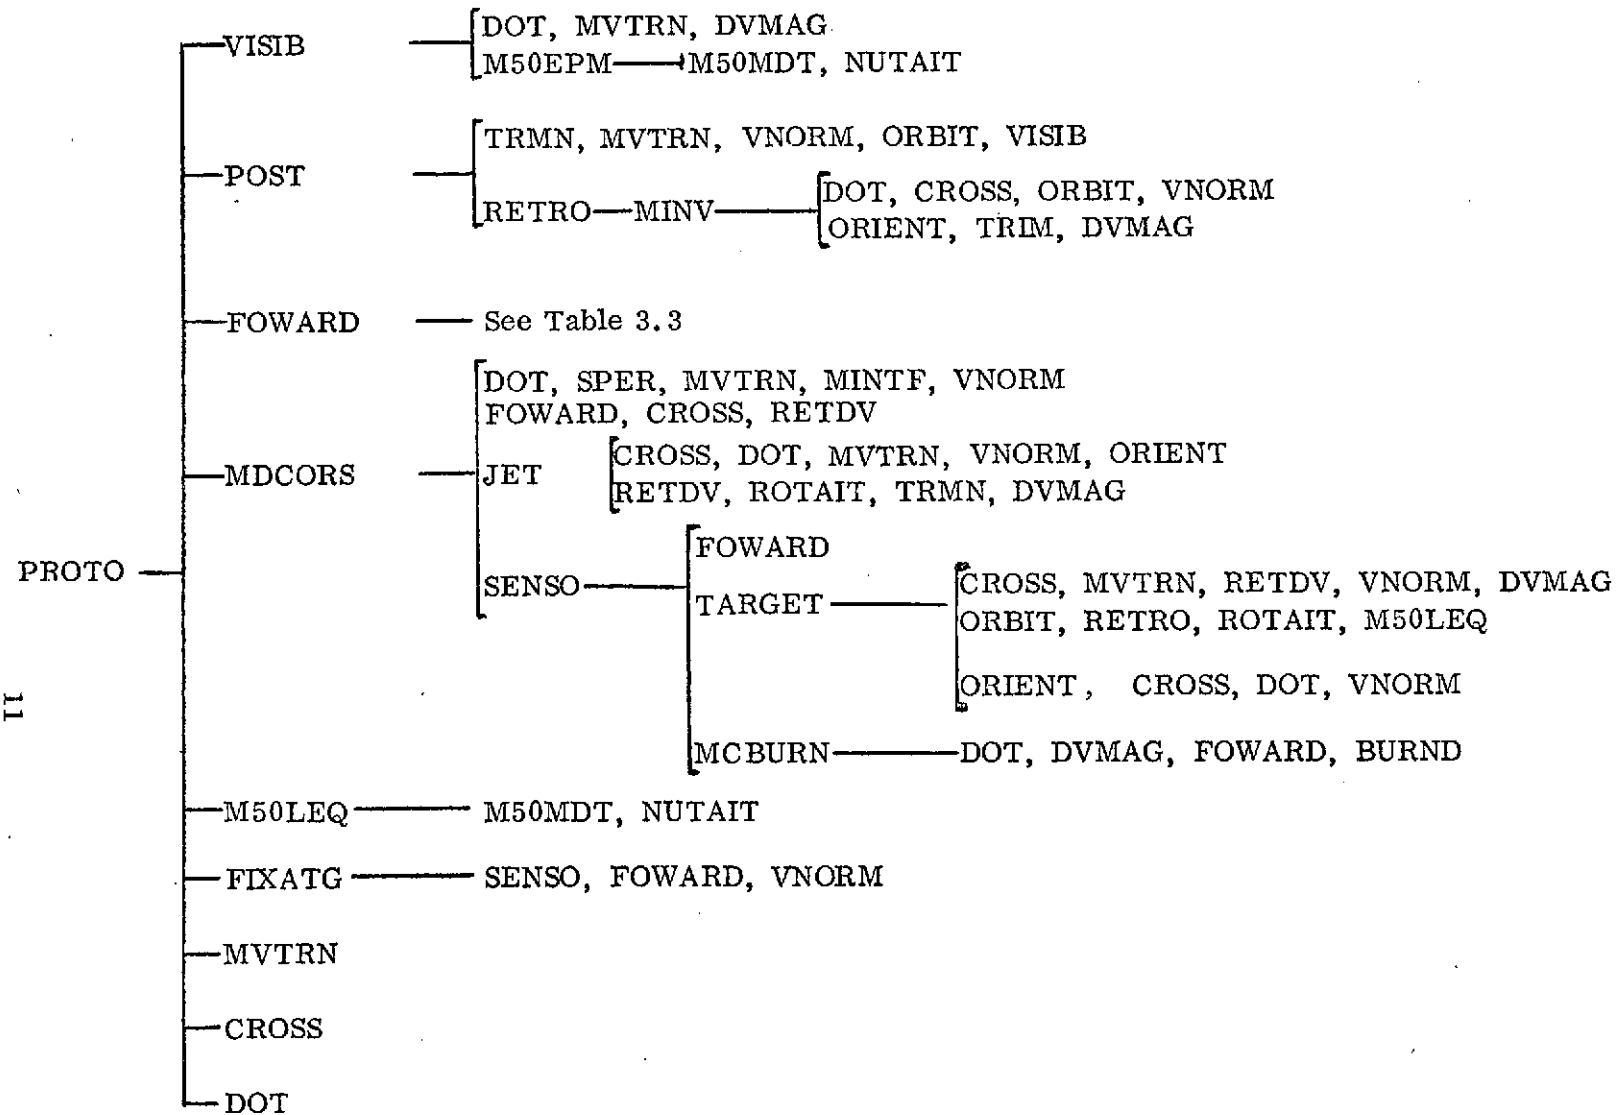 VISIB
DOT, MVTRN, DVMAG
M50EPM M50MDT, NUTAIT
POST
TRMN, MVTRN, VNORM, ORBIT, VISIB
RETRO MINV
DOT, CROSS, ORBIT, VNORM
ORIENT, TRIM, DVMAG
FOWARD See Table 3.3
MDCORS
DOT, SPER, MVTRN, MINTF, VNORM
FOWARD, CROSS, RETDV
JET
CROSS, DOT, MVTRN, VNORM, ORIENT
RETDV, ROTAIT, TRMN, DVMAG
PROTO
SENSO
FOWARD
TARGET
CROSS, MVTRN, RETDV, VNORM, DVMAG
ORBIT, RETRO, ROTAIT, M50LEQ
ORIENT, CROSS, DOT, VNORM
MCBURN DOT, DVMAG, FOWARD, BURND
M50LEQ M50MDT, NUTAIT
FIXATG SENSO, FOWARD, VNORM
MVTRN
CROSS
DOT
11